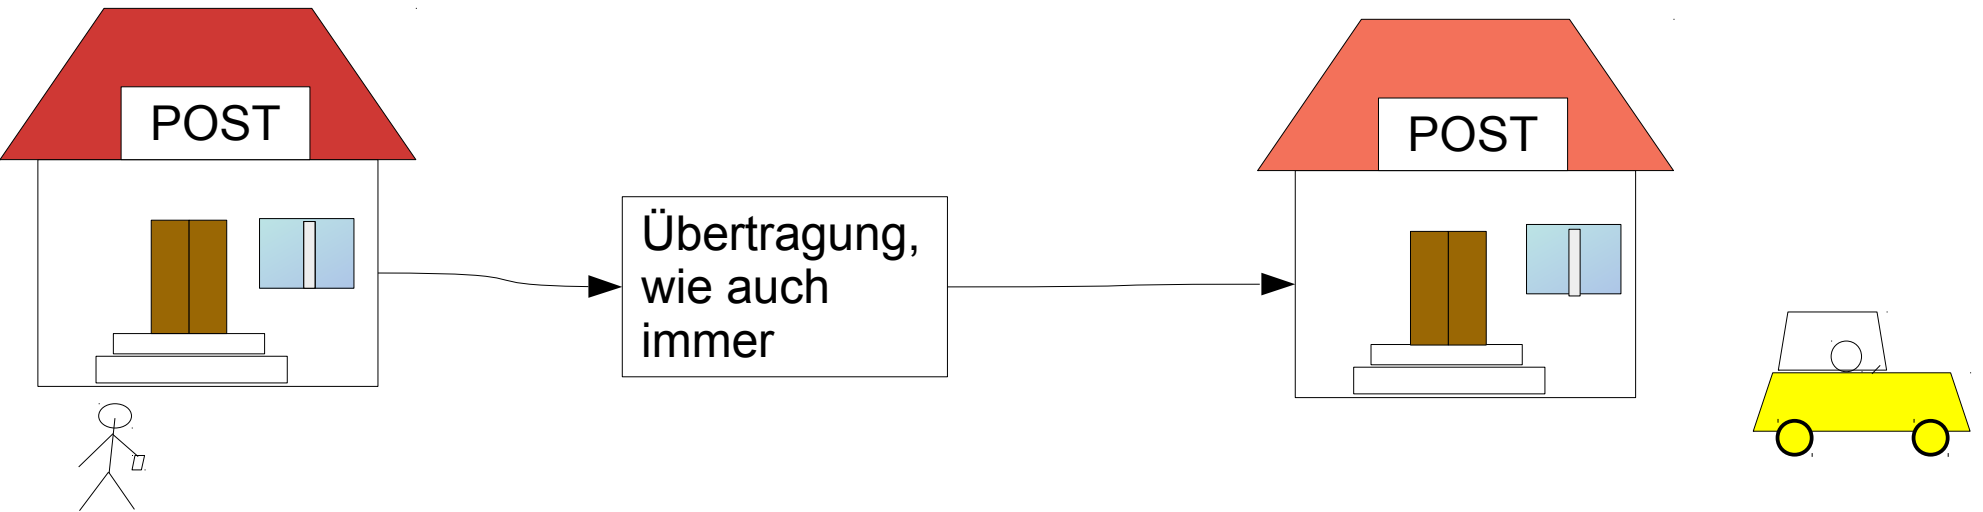 POST
POST
Übertragung,
wie auch
immer